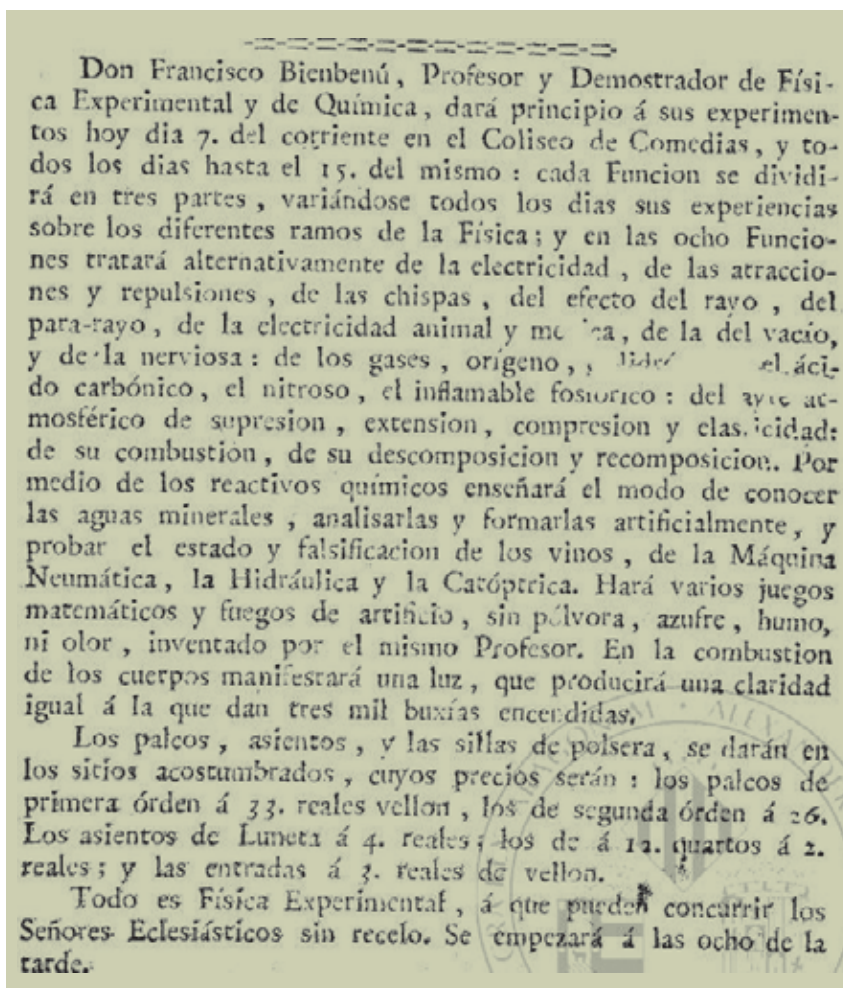 Don Francisco Bienbenú, Profesor y Demostrador de Físi-
ca Experimental y de Química, dará principio á sus experimen-
tos hoy dia 7. del corriente en el Coliseo de Comedias, y to-
dos los dias hasta el 15. del mismo : cada Funcion se dividi-
rá en tres partes, variándose todos los dias sus experiencias
sobre los diferentes ramos de la Física; y en las ocho Funcio-
nes tratará alternativamente de la electricidad, de las atraccio-
nes y repulsiones, de las chispas, del efecto del rayo, del
para-rayo, de la electricidad animal y de la del vacío,
y de la nerviosa: de los gases, orígeno, el áci-
do carbónico, el nitroso, el inflamable fosforico: del ayre at-
mosférico de supresion, extension, compresion y elasticidad:
de su combustion, de su descomposicion y recomposicion. Por
medio de los reactivos químicos enseñará el modo de conocer
las aguas minerales, analisarlas y formarlas artificialmente, y
probar el estado y falsificacion de los vinos, de la Máquina
Neumática, la Hidráulica y la Catóptrica. Hará varios juegos
matemáticos y fuegos de artificio, sin pólvora, azufre, humo,
ni olor, inventado por el mismo Profesor. En la combustion
de los cuerpos manifestará una luz, que producirá una claridad
igual á la que dan tres mil buxías encendidas.
Los palcos, asientos, y las sillas de polsera, se darán en
los sitios acostumbrados, cuyos precios serán : los palcos de
primera órden á 33. reales vellon, los de segunda órden á 26.
Los asientos de Luneta á 4. reales; los de á 12. quartos á 2.
reales; y las entradas á 3. reales de vellon.
Todo es Física Experimental, á que pueden concurrir los
Señores Eclesiásticos sin recelo. Se empezará á las ocho de la
tarde.